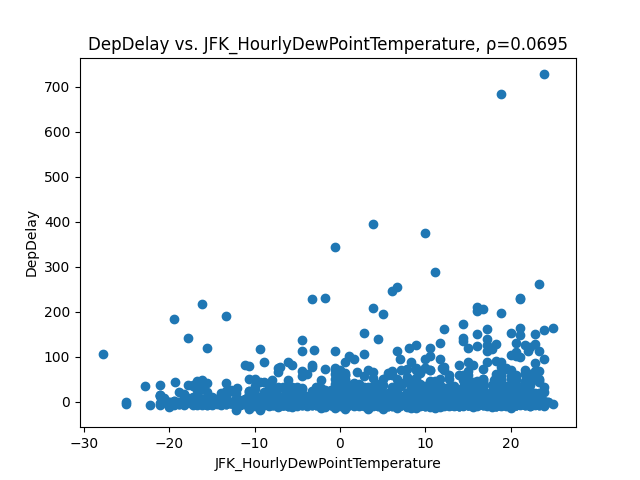 DepDelay vs. JFK_HourlyDewPointTemperature, ρ=0.0695
700
600
500
400
300
200
100
0
DepDelay
−30 −20 −10 0 10 20
JFK_HourlyDewPointTemperature